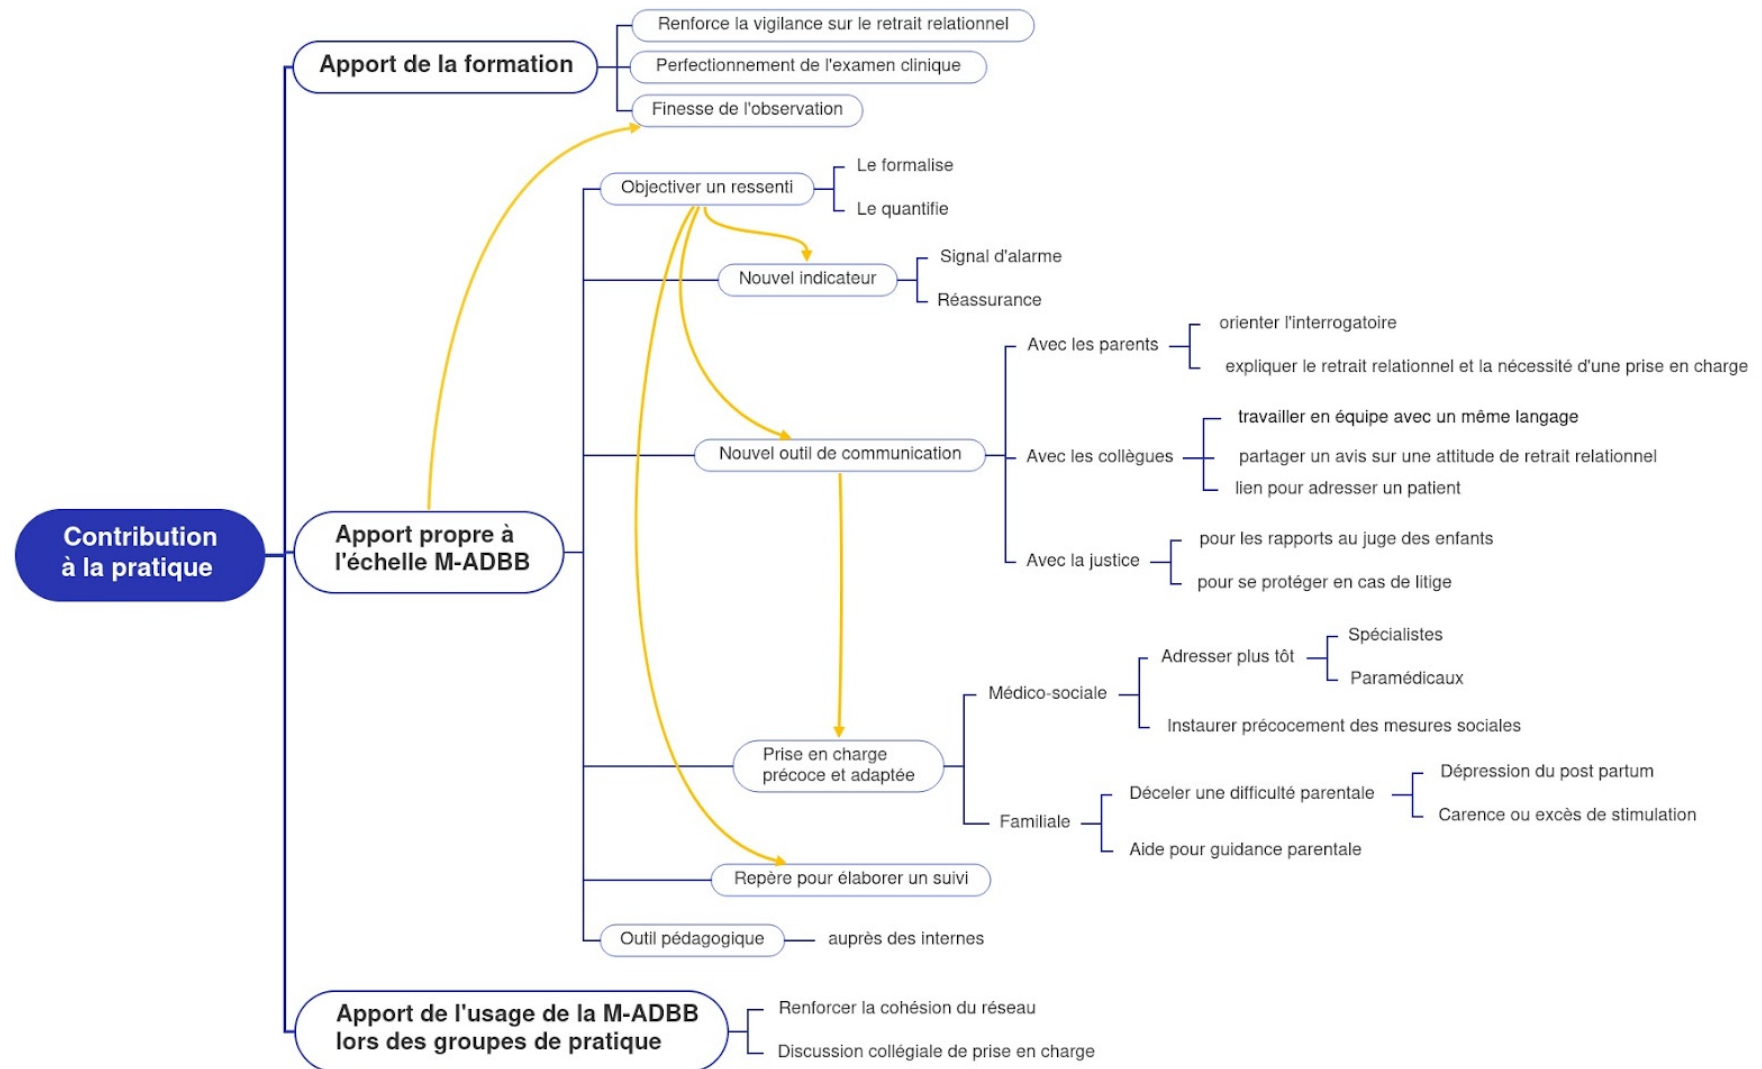 Contribution
à la pratique
Apport de la formation
Renforce la vigilance sur le retrait relationnel
Perfectionnement de l'examen clinique
Finesse de l'observation
Apport propre à
l'échelle M-ADBB
Objectiver un ressenti
Le formalise
Le quantifie
Nouvel indicateur
Signal d'alarme
Réassurance
Nouvel outil de communication
Avec les parents
orienter l'interrogatoire
expliquer le retrait relationnel et la nécessité d'une prise en charge
Avec les collègues
travailler en équipe avec un même langage
partager un avis sur une attitude de retrait relationnel
lien pour adresser un patient
Avec la justice
pour les rapports au juge des enfants
pour se protéger en cas de litige
Prise en charge
précoce et adaptée
Médico-sociale
Adresser plus tôt
Spécialistes
Paramédicaux
Instaurer précocement des mesures sociales
Familiale
Déceler une difficulté parentale
Dépression du post partum
Carence ou excès de stimulation
Aide pour guidance parentale
Repère pour élaborer un suivi
Outil pédagogique
auprès des internes
Apport de l'usage de la M-ADBB
lors des groupes de pratique
Renforcer la cohésion du réseau
Discussion collégiale de prise en charge